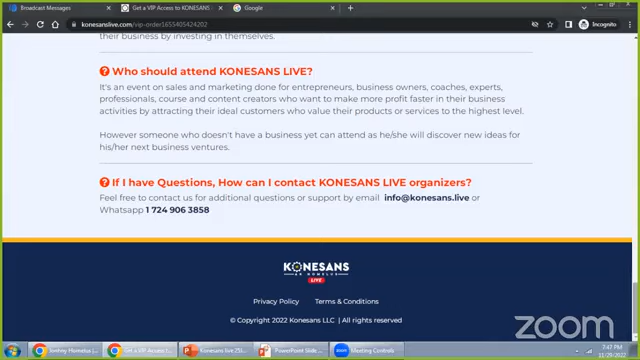 Broadcast Messages
Get a VIP Access to KONESANS
Google
konesanslive.com/vip-order1655405424202
Incognito
their business by investing in themselves.
Who should attend KONESANS LIVE?
It's an event on sales and marketing done for entrepreneurs, business owners, coaches, experts,
professionals, course and content creators who want to make more profit faster in their business
activities by attracting their ideal customers who value their products or services to the highest level.
However someone who doesn't have a business yet can attend as he/she will discover new ideas for
his/her next business ventures.
If I have Questions, How can I contact KONESANS LIVE organizers?
Feel free to contact us for additional questions or support by email info@konesans.live or
Whatsapp 1 724 906 3858
KONESANS
LIVE
Privacy Policy Terms & Conditions
© Copyright 2022 Konesans LLC | All rights reserved
zoom
Get a VIP Access t
PowerPoint Slide
Meeting Controls
7:47 PM
11/29/2022